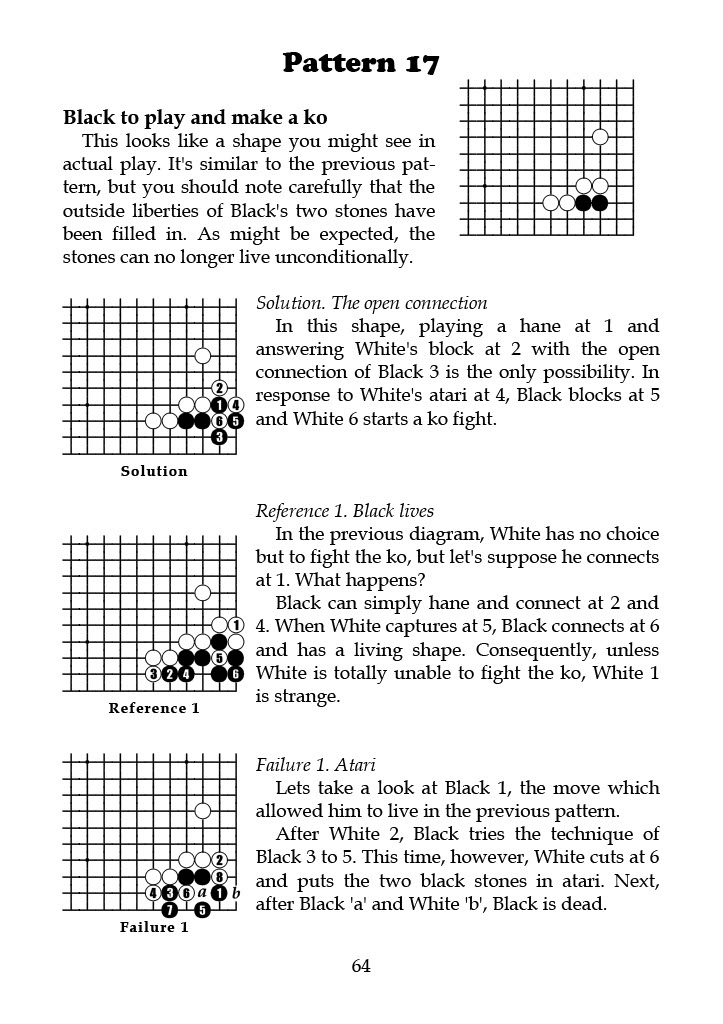 Pattern 17
Black to play and make a ko
This looks like a shape you might see in
actual play. It's similar to the previous pat-
tern, but you should note carefully that the
outside liberties of Black's two stones have
been filled in. As might be expected, the
stones can no longer live unconditionally.
2
1 4
6 5
3
Solution
Solution. The open connection
In this shape, playing a hane at 1 and
answering White's block at 2 with the open
connection of Black 3 is the only possibility. In
response to White's atari at 4, Black blocks at 5
and White 6 starts a ko fight.
1
5
3 2 4 6
Reference 1
Reference 1. Black lives
In the previous diagram, White has no choice
but to fight the ko, but let's suppose he connects
at 1. What happens?
Black can simply hane and connect at 2 and
4. When White captures at 5, Black connects at 6
and has a living shape. Consequently, unless
White is totally unable to fight the ko, White 1
is strange.
2
8
4 3 6 a 1 b
7 5
Failure 1
Failure 1. Atari
Lets take a look at Black 1, the move which
allowed him to live in the previous pattern.
After White 2, Black tries the technique of
Black 3 to 5. This time, however, White cuts at 6
and puts the two black stones in atari. Next,
after Black 'a' and White 'b', Black is dead.
64